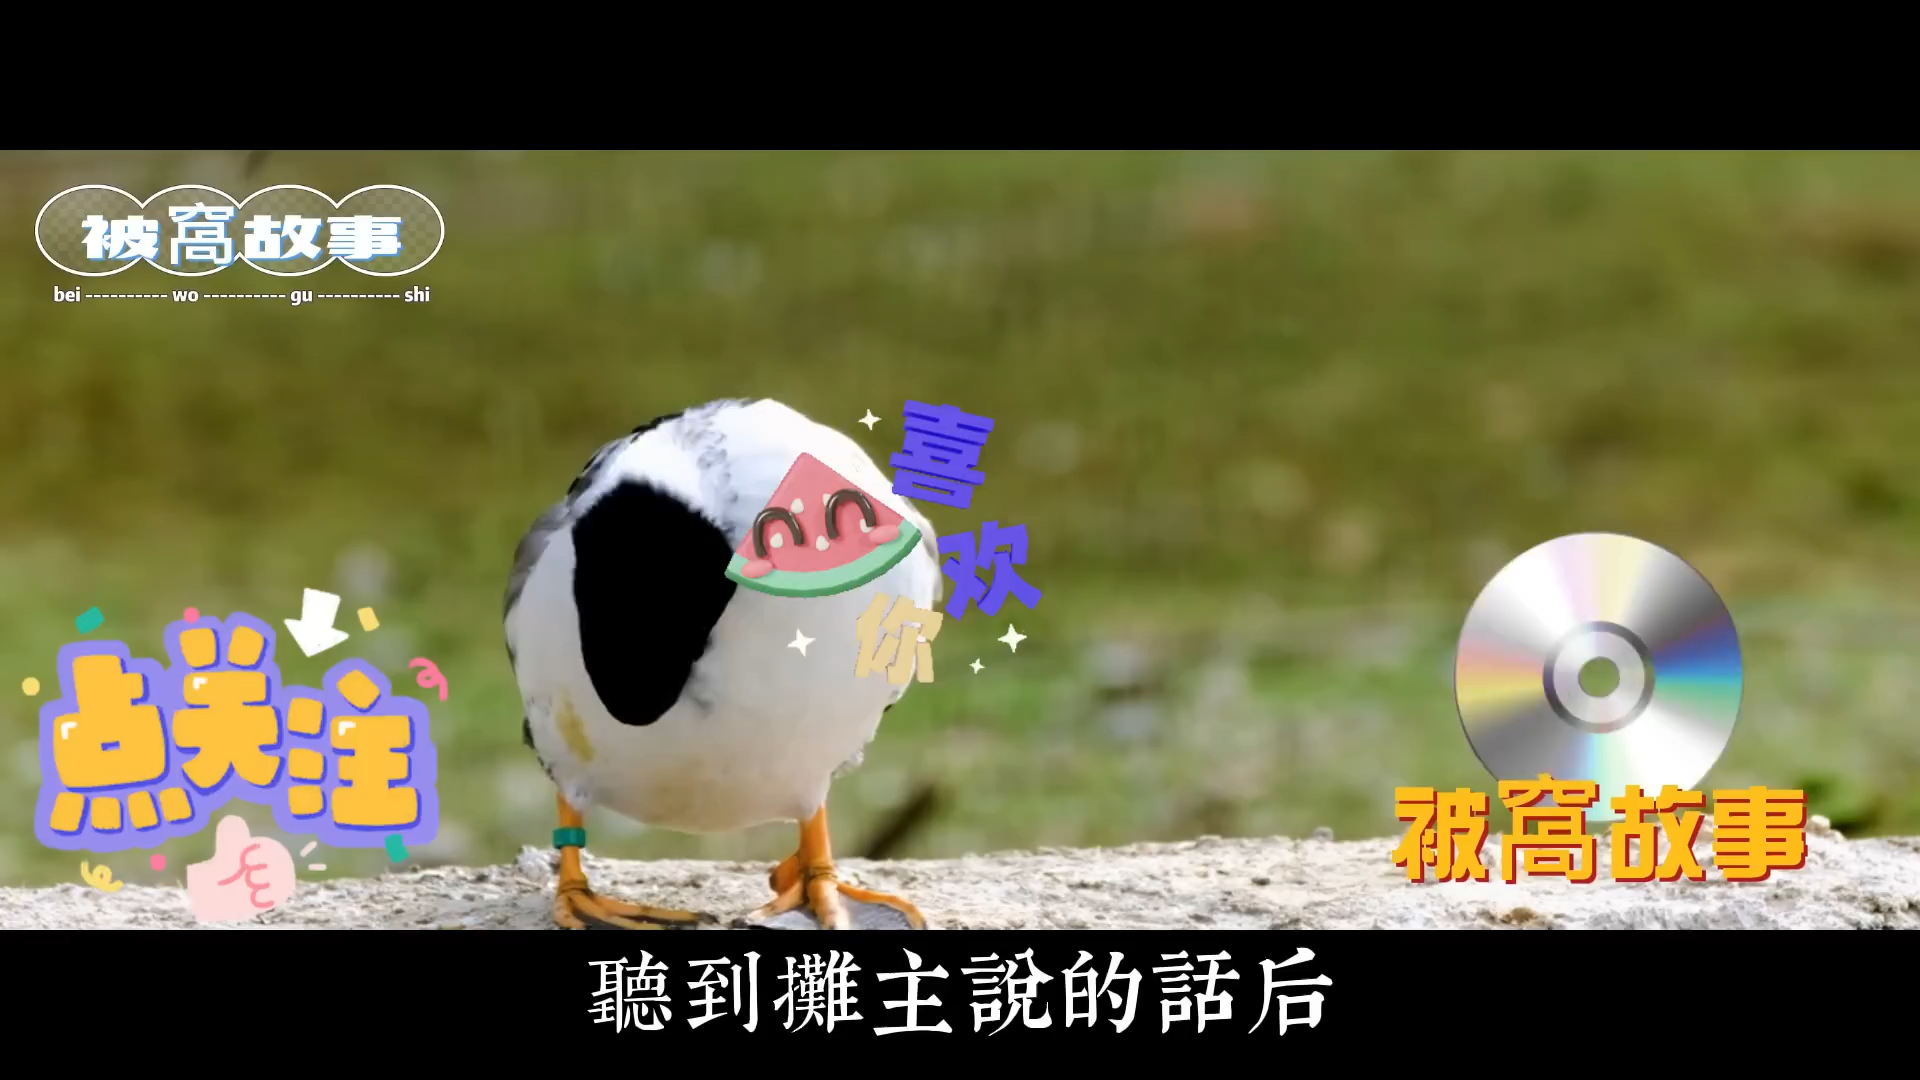 被窩故事
bei ---------- wo ---------- gu ---------- shi
喜
欢
你
点关注
被窩故事
聽到攤主說的話后